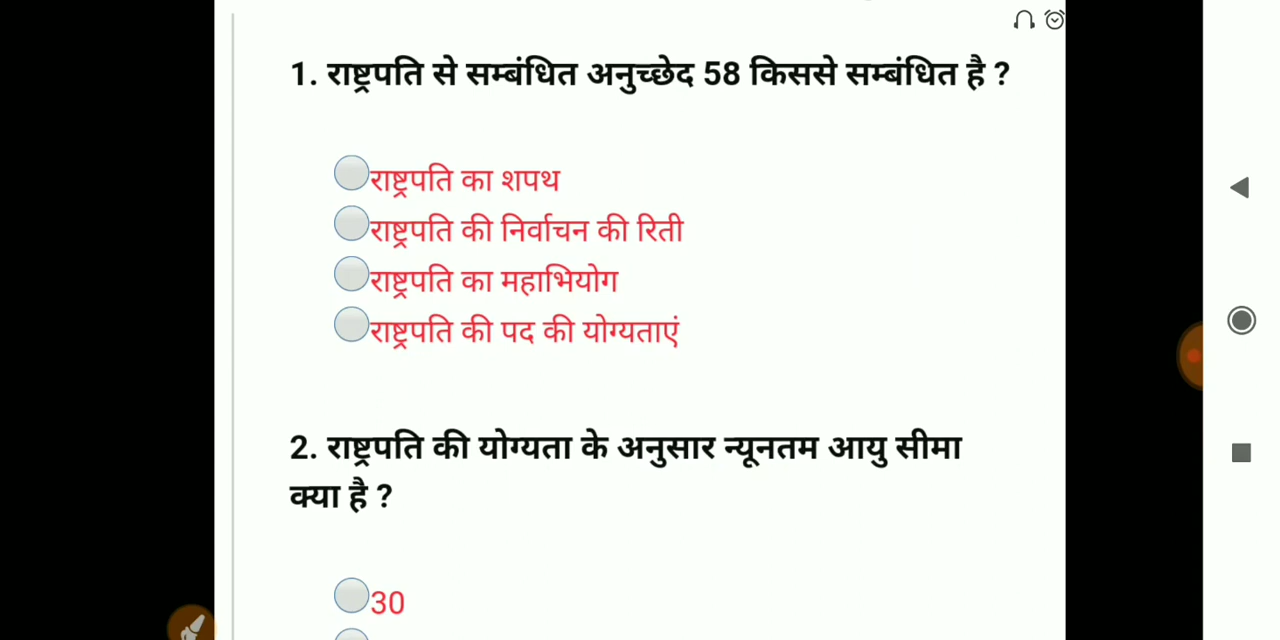 1. राष्ट्रपति से सम्बंधित अनुच्छेद 58 किससे सम्बंधित है ?
राष्ट्रपति का शपथ
राष्ट्रपति की निर्वाचन की रिती
राष्ट्रपति का महाभियोग
राष्ट्रपति की पद की योग्यताएं
2. राष्ट्रपति की योग्यता के अनुसार न्यूनतम आयु सीमा
क्या है ?
30